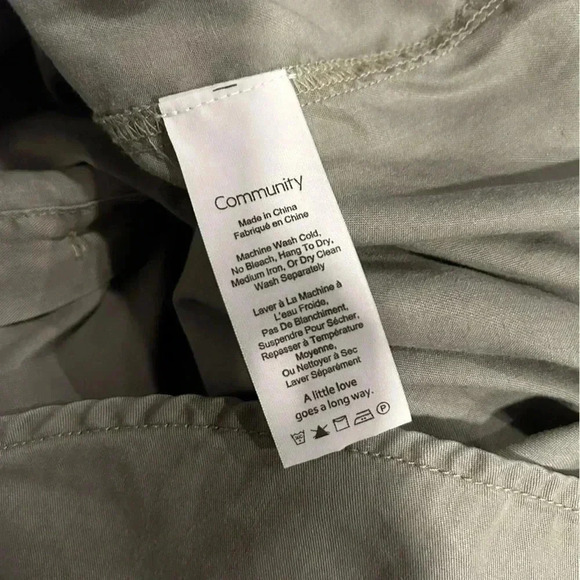 Community
Made in China
Fabriqué en Chine
Machine Wash Cold,
No Bleach, Hang To Dry,
Medium Iron, Or Dry Clean
Wash Separately
Laver à La Machine à
L'eau Froide,
Pas De Blanchiment,
Suspendre Pour Sécher,
Repasser à Température
Moyenne,
Ou Nettoyer à Sec
Laver Séparément
A little love
goes a long way.
P